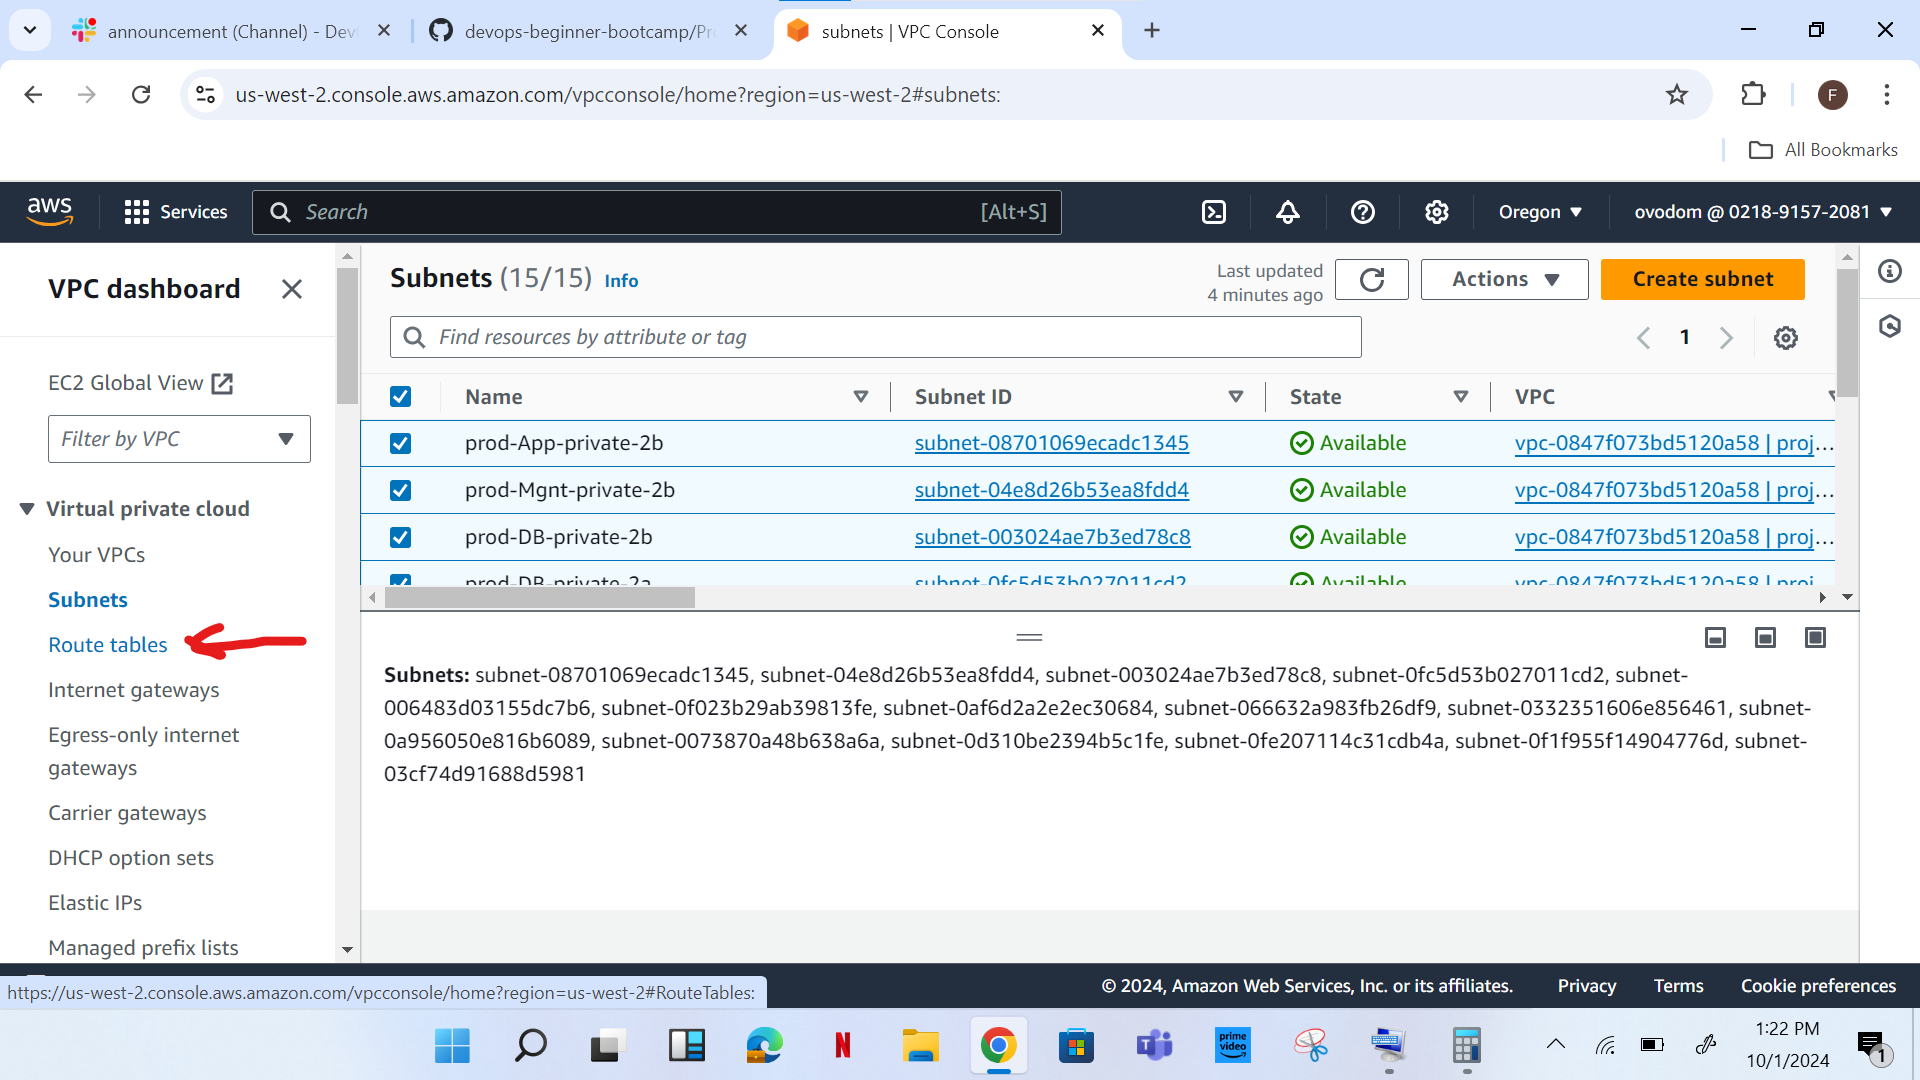 announcement (Channel) - Dev
devops-beginner-bootcamp/Pr
subnets | VPC Console
us-west-2.console.aws.amazon.com/vpcconsole/home?region=us-west-2#subnets:
F
All Bookmarks
aws
Services
Search
[Alt+S]
Oregon
ovodom @ 0218-9157-2081
VPC dashboard
EC2 Global View
Filter by VPC
Virtual private cloud
Your VPCs
Subnets
Route tables
Internet gateways
Egress-only internet
gateways
Carrier gateways
DHCP option sets
Elastic IPs
Managed prefix lists
Subnets (15/15) Info
Last updated
4 minutes ago
Actions
Create subnet
Find resources by attribute or tag
1
Name Subnet ID State VPC
prod-App-private-2b subnet-08701069ecadc1345 Available vpc-0847f073bd5120a58 | proj…
prod-Mgnt-private-2b subnet-04e8d26b53ea8fdd4 Available vpc-0847f073bd5120a58 | proj…
prod-DB-private-2b subnet-003024ae7b3ed78c8 Available vpc-0847f073bd5120a58 | proj…
prod-DB-private-2a subnet-0fc5d53b027011cd2 Available vpc-0847f073bd5120a58 | proj…
Subnets: subnet-08701069ecadc1345, subnet-04e8d26b53ea8fdd4, subnet-003024ae7b3ed78c8, subnet-0fc5d53b027011cd2, subnet-
006483d03155dc7b6, subnet-0f023b29ab39813fe, subnet-0af6d2a2e2ec30684, subnet-066632a983fb26df9, subnet-0332351606e856461, subnet-
0a956050e816b6089, subnet-0073870a48b638a6a, subnet-0d310be2394b5c1fe, subnet-0fe207114c31cdb4a, subnet-0f1f955f14904776d, subnet-
03cf74d91688d5981
https://us-west-2.console.aws.amazon.com/vpcconsole/home?region=us-west-2#RouteTables:
© 2024, Amazon Web Services, Inc. or its affiliates.
Privacy
Terms
Cookie preferences
N
T
prime
video
1:22 PM
10/1/2024
1